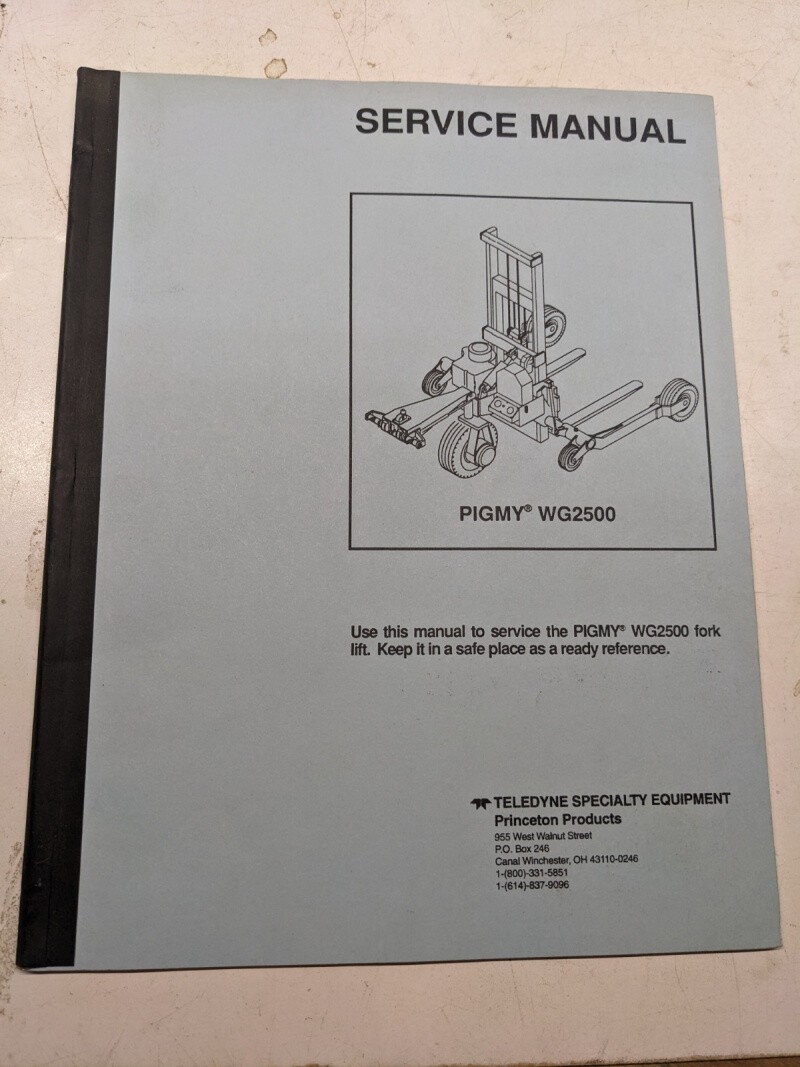 SERVICE MANUAL
PIGMY® WG2500
Use this manual to service the PIGMY® WG2500 fork
lift. Keep it in a safe place as a ready reference.
TELEDYNE SPECIALTY EQUIPMENT
Princeton Products
955 West Walnut Street
P.O. Box 246
Canal Winchester, OH 43110-0246
1-(800)-331-5851
1-(614)-837-9096